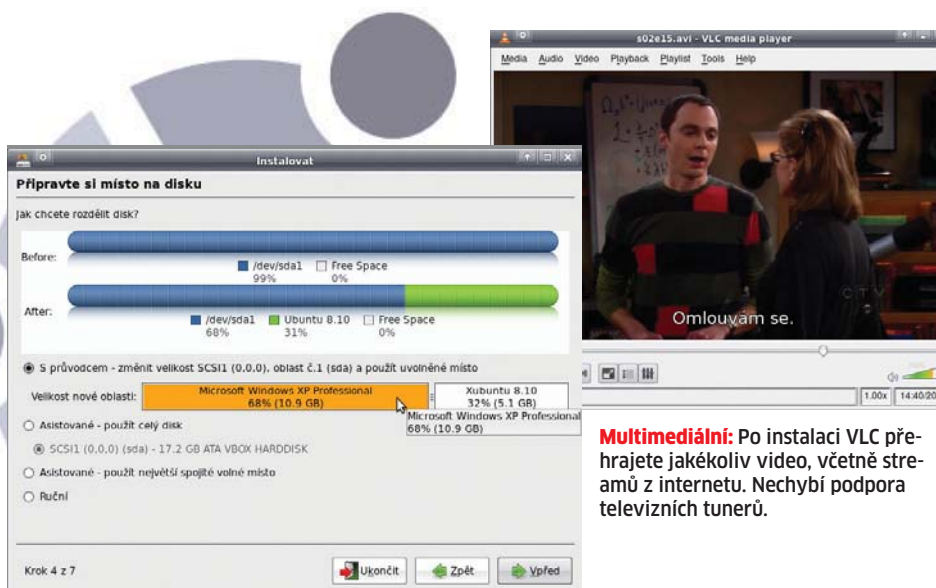 s02e15.avi - VLC media player
Media Audio Video Playback Playlist Tools Help
CTV
Omlouvám se.
1.00x 14:40/20
Instalovat
Připravte si místo na disku
Jak chcete rozdělit disk?
Before:
/dev/sda1 Free Space
99% 0%
After:
/dev/sda1 Ubuntu 8.10 Free Space
68% 31% 0%
S průvodcem - změnit velikost SCSI1 (0,0,0), oblast č.1 (sda) a použít uvolněné místo
Velikost nové oblasti:
Microsoft Windows XP Professional
68% (10.9 GB)
Xubuntu 8.10
32% (5.1 GB)
Microsoft Windows XP Professional
68% (10.9 GB)
Asistované - použít celý disk
SCSI1 (0,0,0) (sda) - 17.2 GB ATA VBOX HARDDISK
Asistované - použít největší spojité volné místo
Ruční
Krok 4 z 7
Ukončit
Zpět
Vpřed
Multimediální: Po instalaci VLC pře-
hrajete jakékoliv video, včetně stre-
amů z internetu. Nechybí podpora
televizních tunerů.